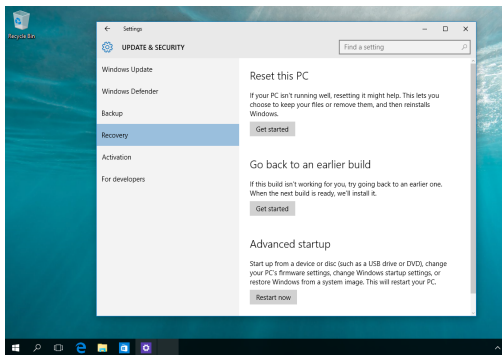 Recycle Bin
Settings
UPDATE & SECURITY
Find a setting
Windows Update
Windows Defender
Backup
Recovery
Activation
For developers
Reset this PC
If your PC isn't running well, resetting it might help. This lets you
choose to keep your files or remove them, and then reinstalls
Windows.
Get started
Go back to an earlier build
If this build isn't working for you, try going back to an earlier one.
When the next build is ready, we'll install it.
Get started
Advanced startup
Start up from a device or disc (such as a USB drive or DVD), change
your PC's firmware settings, change Windows startup settings, or
restore Windows from a system image. This will restart your PC.
Restart now